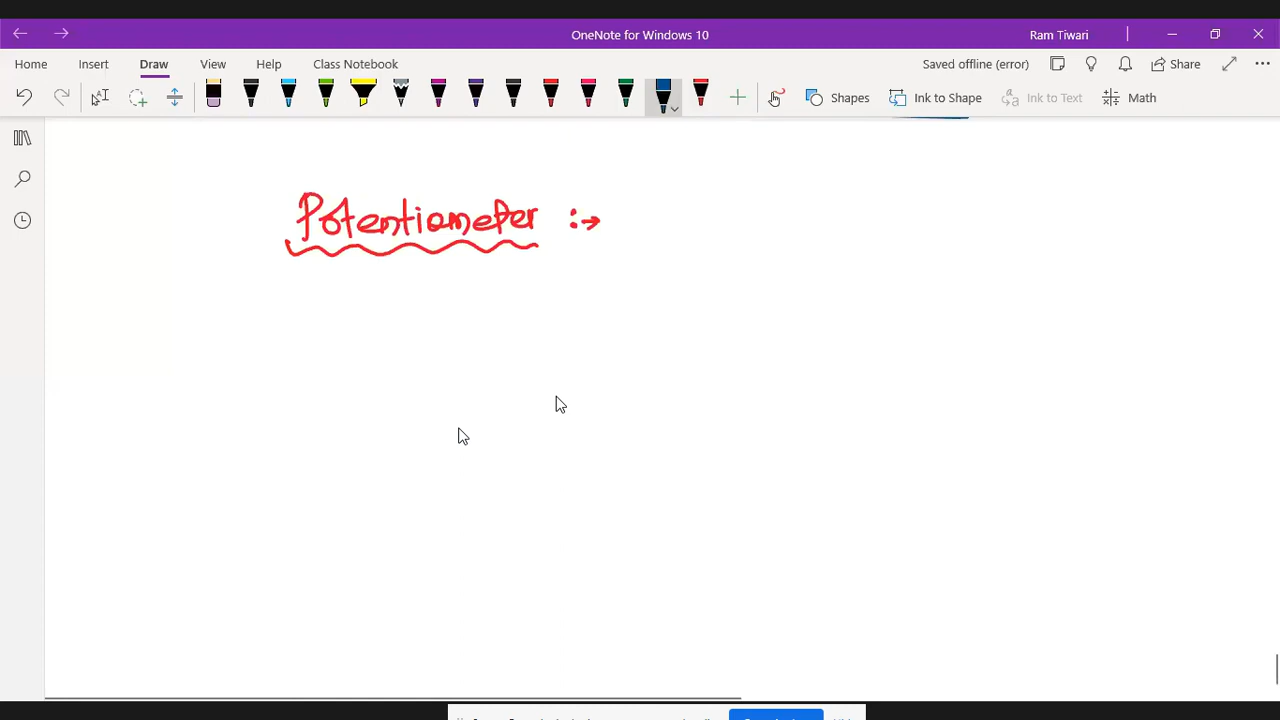 OneNote for Windows 10
Ram Tiwari
Home Insert Draw View Help Class Notebook
Saved offline (error) Share
Shapes Ink to Shape Ink to Text Math
Potentiometer :→